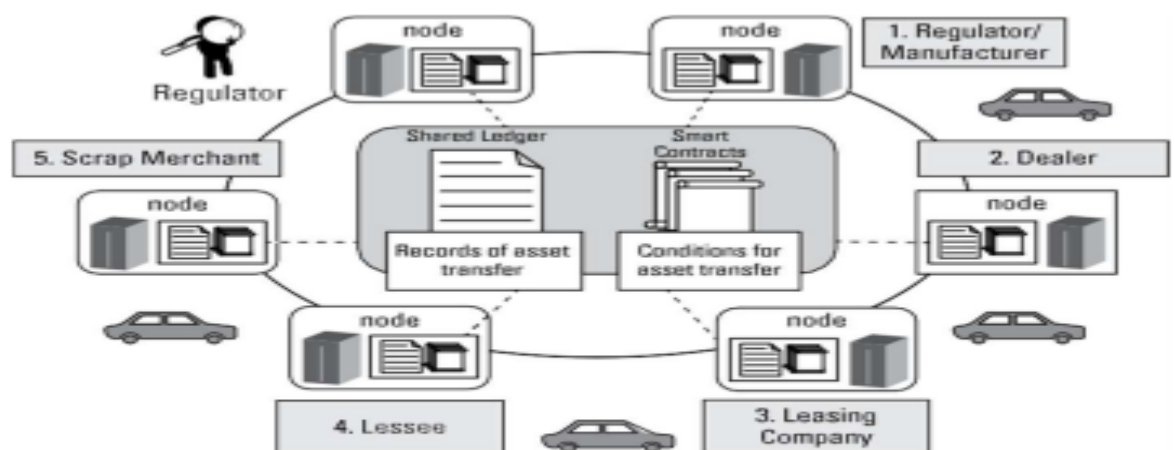 node
node
1. Regulator/
Manufacturer
Regulator
Shared Ledger
Smart
Contracts
5. Scrap Merchant
2. Dealer
node
node
Records of asset
transfer
Conditions for
asset transfer
node
node
4. Lessee
3. Leasing
Company